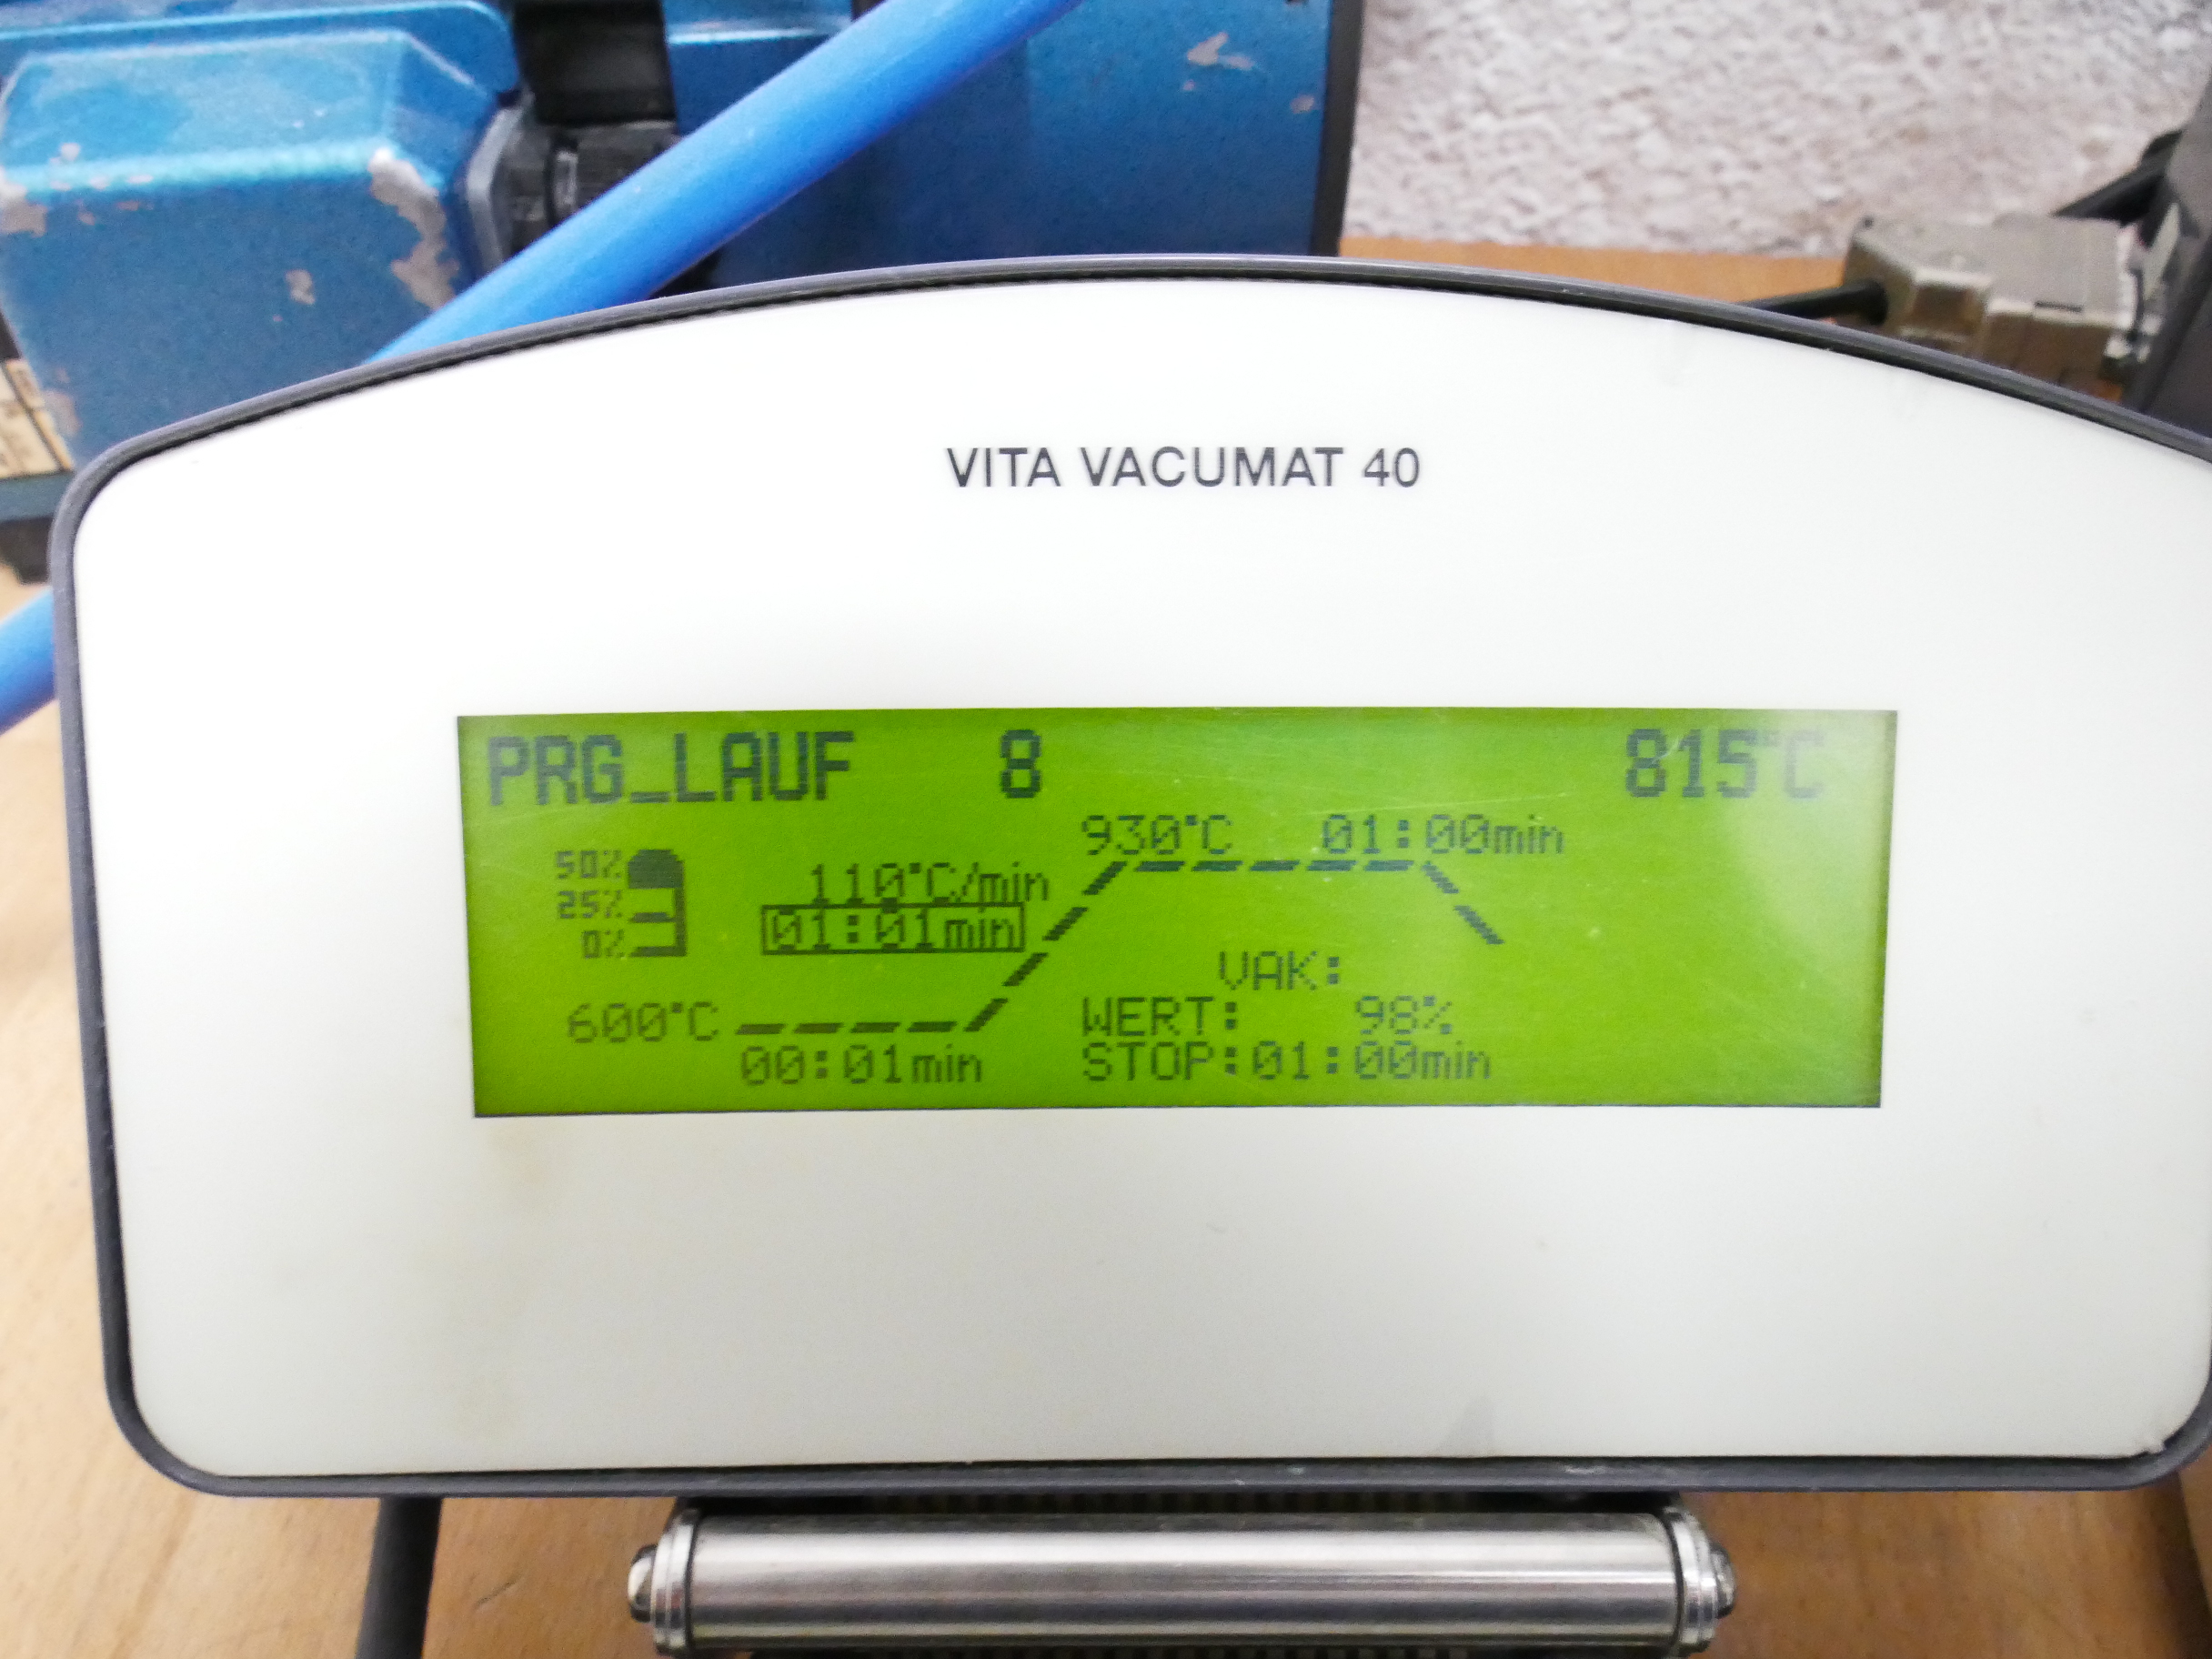 VITA VACUMAT 40
PRG_LAUF 8 815°C
930°C 01:00min
50%
110°C/min
25%
01:01min
0%
VAK:
600°C
WERT: 98%
00:01min
STOP:01:00min